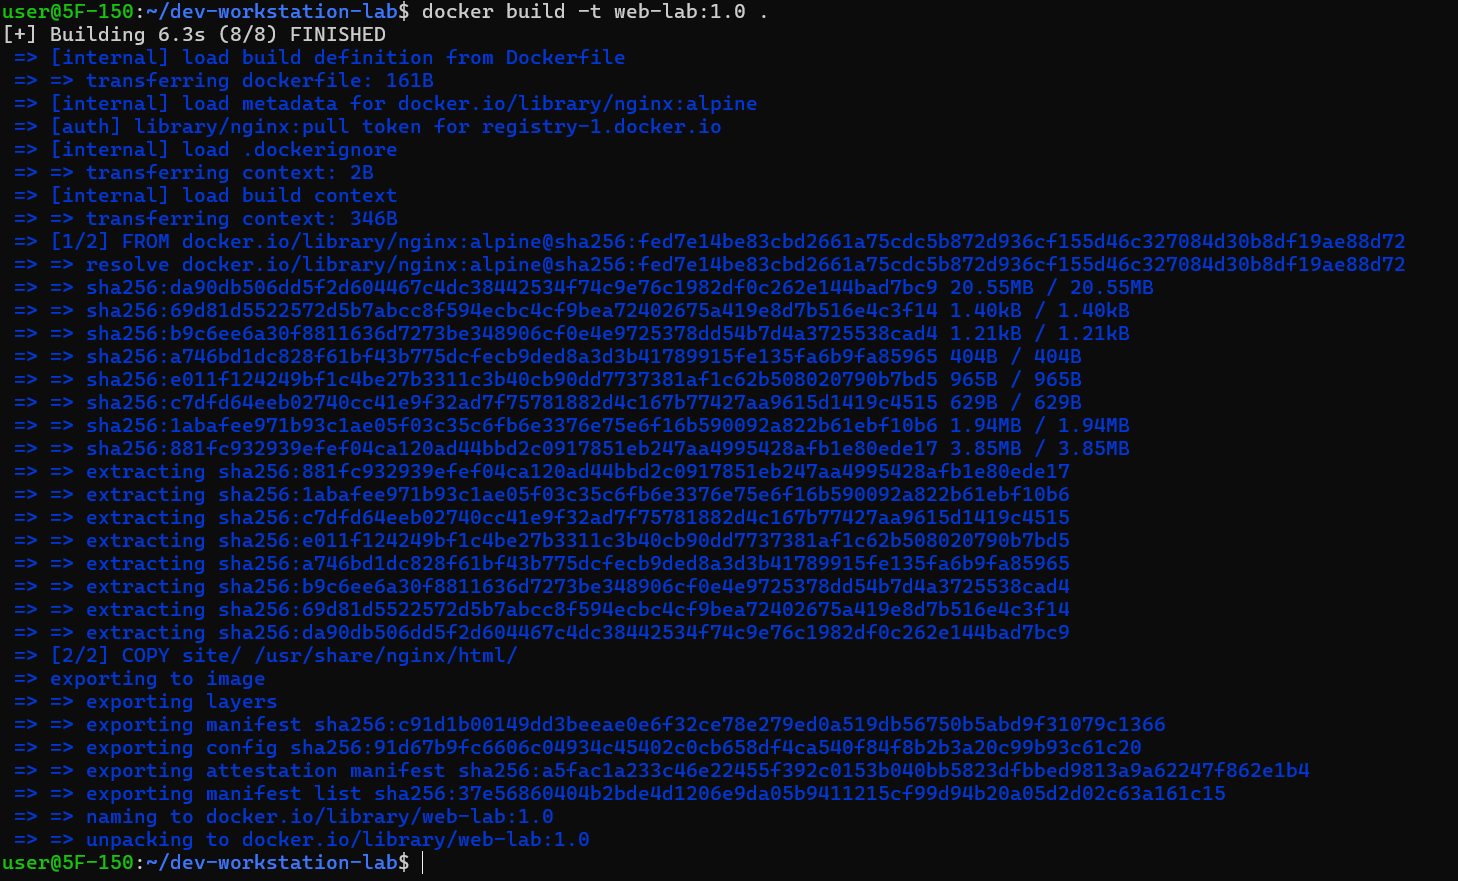 user@5F-150:~/dev-workstation-lab$ docker build -t web-lab:1.0 .
[+] Building 6.3s (8/8) FINISHED
=> [internal] load build definition from Dockerfile
=> => transferring dockerfile: 161B
=> [internal] load metadata for docker.io/library/nginx:alpine
=> [auth] library/nginx:pull token for registry-1.docker.io
=> [internal] load .dockerignore
=> => transferring context: 2B
=> [internal] load build context
=> => transferring context: 346B
=> [1/2] FROM docker.io/library/nginx:alpine@sha256:fed7e14be83cbd2661a75cdc5b872d936cf155d46c327084d30b8df19ae88d72
=> => resolve docker.io/library/nginx:alpine@sha256:fed7e14be83cbd2661a75cdc5b872d936cf155d46c327084d30b8df19ae88d72
=> => sha256:da90db506dd5f2d604467c4dc38442534f74c9e76c1982df0c262e144bad7bc9 20.55MB / 20.55MB
=> => sha256:69d81d5522572d5b7abcc8f594ecbc4cf9bea72402675a419e8d7b516e4c3f14 1.40kB / 1.40kB
=> => sha256:b9c6ee6a30f8811636d7273be348906cf0e4e9725378dd54b7d4a3725538cad4 1.21kB / 1.21kB
=> => sha256:a746bd1dc828f61bf43b775dcfecb9ded8a3d3b41789915fe135fa6b9fa85965 404B / 404B
=> => sha256:e011f124249bf1c4be27b3311c3b40cb90dd7737381af1c62b508020790b7bd5 965B / 965B
=> => sha256:c7dfd64eeb02740cc41e9f32ad7f75781882d4c167b77427aa9615d1419c4515 629B / 629B
=> => sha256:1abafee971b93c1ae05f03c35c6fb6e3376e75e6f16b590092a822b61ebf10b6 1.94MB / 1.94MB
=> => sha256:881fc932939efef04ca120ad44bbd2c0917851eb247aa4995428afb1e80ede17 3.85MB / 3.85MB
=> => extracting sha256:881fc932939efef04ca120ad44bbd2c0917851eb247aa4995428afb1e80ede17
=> => extracting sha256:1abafee971b93c1ae05f03c35c6fb6e3376e75e6f16b590092a822b61ebf10b6
=> => extracting sha256:c7dfd64eeb02740cc41e9f32ad7f75781882d4c167b77427aa9615d1419c4515
=> => extracting sha256:e011f124249bf1c4be27b3311c3b40cb90dd7737381af1c62b508020790b7bd5
=> => extracting sha256:a746bd1dc828f61bf43b775dcfecb9ded8a3d3b41789915fe135fa6b9fa85965
=> => extracting sha256:b9c6ee6a30f8811636d7273be348906cf0e4e9725378dd54b7d4a3725538cad4
=> => extracting sha256:69d81d5522572d5b7abcc8f594ecbc4cf9bea72402675a419e8d7b516e4c3f14
=> => extracting sha256:da90db506dd5f2d604467c4dc38442534f74c9e76c1982df0c262e144bad7bc9
=> [2/2] COPY site/ /usr/share/nginx/html/
=> exporting to image
=> => exporting layers
=> => exporting manifest sha256:c91d1b00149dd3beeae0e6f32ce78e279ed0a519db56750b5abd9f31079c1366
=> => exporting config sha256:91d67b9fc6606c04934c45402c0cb658df4ca540f84f8b2b3a20c99b93c61c20
=> => exporting attestation manifest sha256:a5fac1a233c46e22455f392c0153b040bb5823dfbbed9813a9a62247f862e1b4
=> => exporting manifest list sha256:37e56860404b2bde4d1206e9da05b9411215cf99d94b20a05d2d02c63a161c15
=> => naming to docker.io/library/web-lab:1.0
=> => unpacking to docker.io/library/web-lab:1.0
user@5F-150:~/dev-workstation-lab$